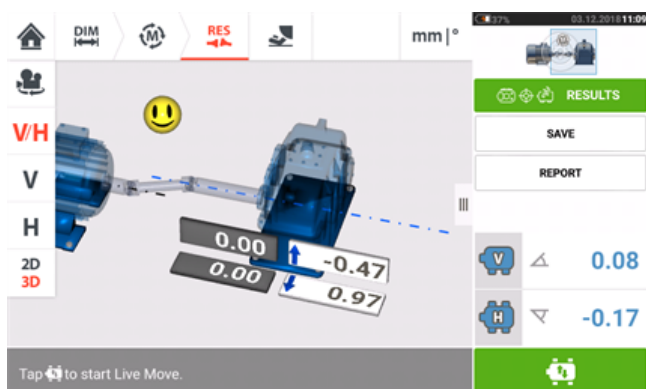 DIM
M
RES
mm|°
37%
03.12.2018 11:09
RESULTS
SAVE
REPORT
V/H
V
H
2D
3D
0.00
-0.47
0.00
0.97
V 0.08
H -0.17
Tap to start Live Move.